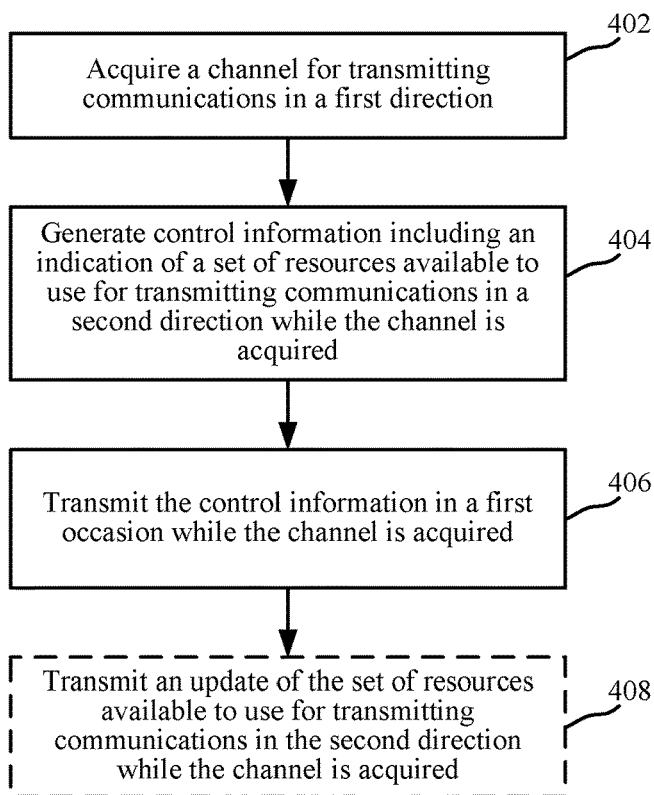 402
Acquire a channel for transmitting
communications in a first direction
404
Generate control information including an
indication of a set of resources available to
use for transmitting communications in a
second direction while the channel is
acquired
406
Transmit the control information in a first
occasion while the channel is acquired
408
Transmit an update of the set of resources
available to use for transmitting
communications in the second direction
while the channel is acquired